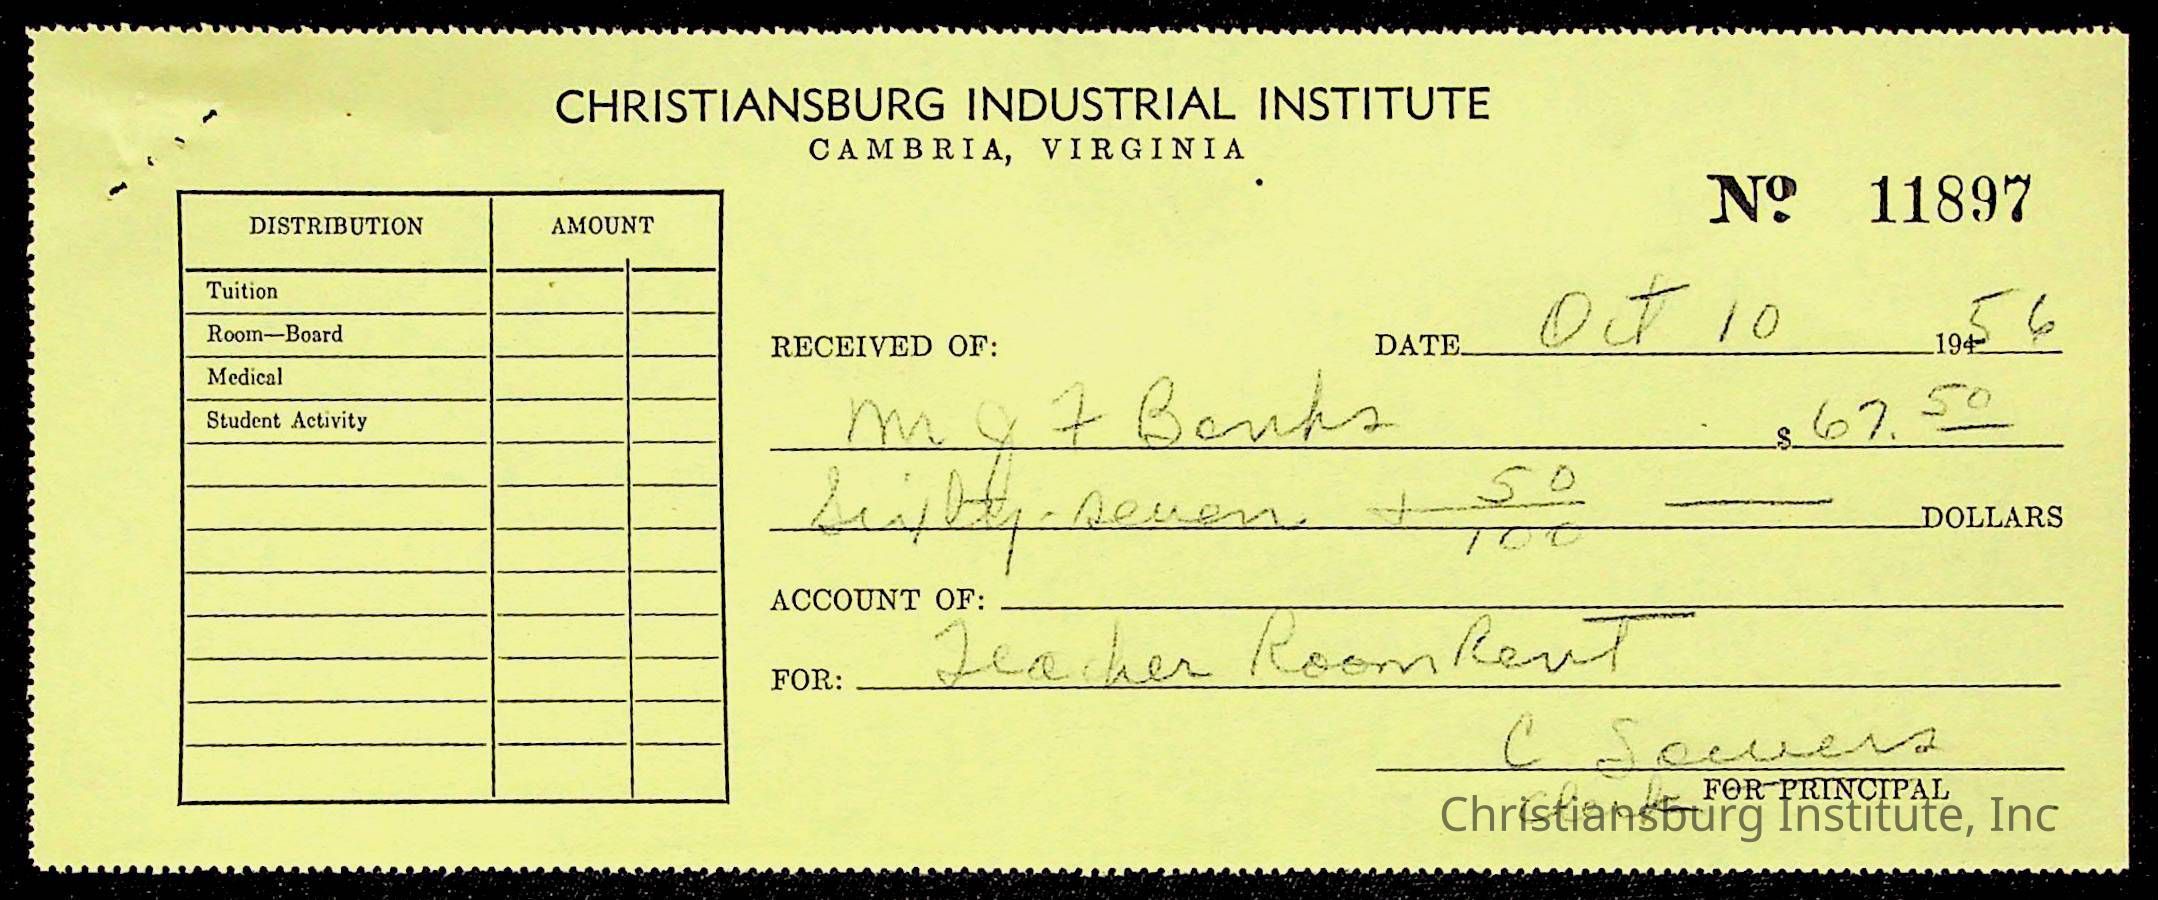 CHRISTIANSBURG INDUSTRIAL INSTITUTE
CAMBRIA, VIRGINIA
Nº 11897
DISTRIBUTION AMOUNT
Tuition
Room—Board
Medical
Student Activity
RECEIVED OF: DATE Oct 10 1956
Mr J F Banks $ 67.50
Sixty-seven + 50/100 DOLLARS
ACCOUNT OF:
FOR: Teacher Room Rent
C Sowers
Clerk FOR PRINCIPAL
Christiansburg Institute, Inc